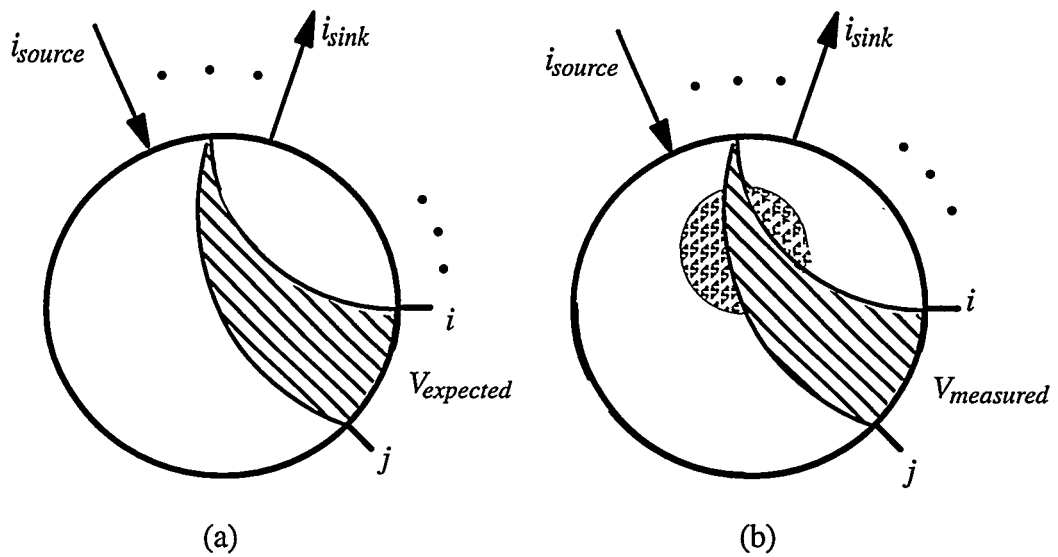 i_source
i_sink
i
V_expected
j
(a)
i_source
i_sink
i
V_measured
j
(b)